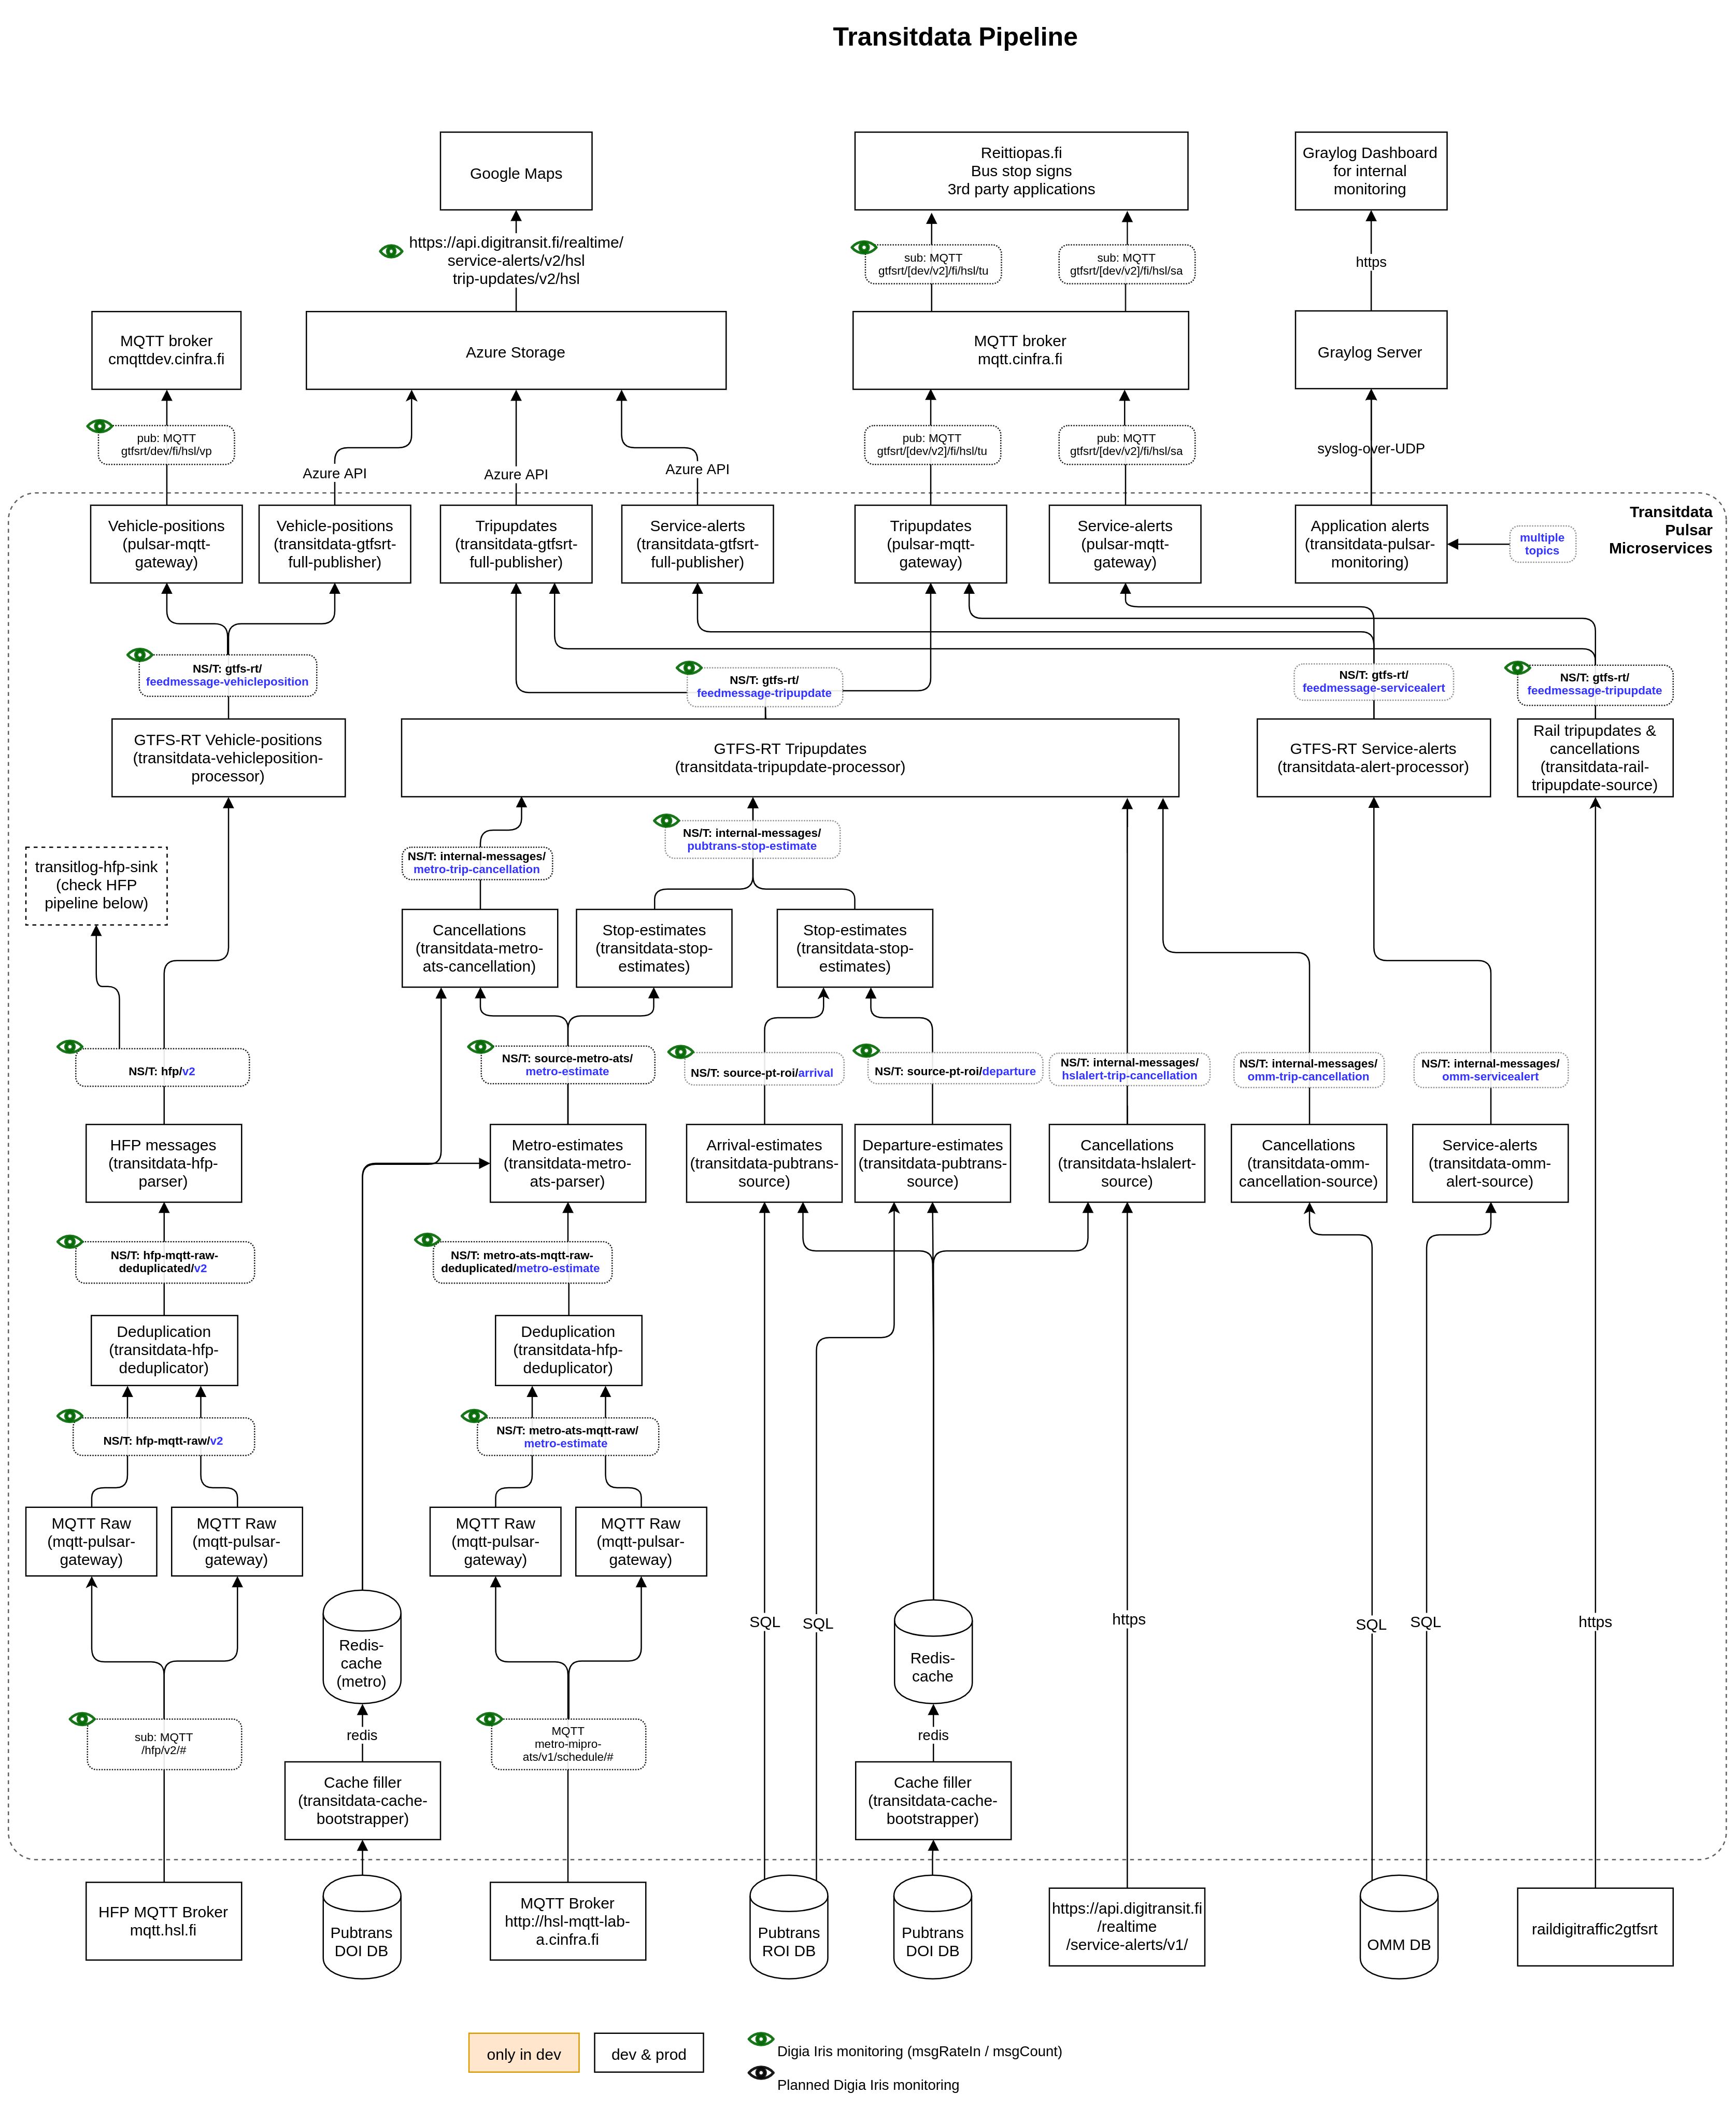 Transitdata Pipeline
Google Maps
Reittiopas.fi
Bus stop signs
3rd party applications
Graylog Dashboard
for internal
monitoring
https://api.digitransit.fi/realtime/
service-alerts/v2/hsl
trip-updates/v2/hsl
sub: MQTT
gtfsrt/[dev/v2]/fi/hsl/tu
sub: MQTT
gtfsrt/[dev/v2]/fi/hsl/sa
https
MQTT broker
cmqttdev.cinfra.fi
Azure Storage
MQTT broker
mqtt.cinfra.fi
Graylog Server
pub: MQTT
gtfsrt/dev/fi/hsl/vp
Azure API
Azure API
Azure API
pub: MQTT
gtfsrt/[dev/v2]/fi/hsl/tu
pub: MQTT
gtfsrt/[dev/v2]/fi/hsl/sa
syslog-over-UDP
Vehicle-positions
(pulsar-mqtt-
gateway)
Vehicle-positions
(transitdata-gtfsrt-
full-publisher)
Tripupdates
(transitdata-gtfsrt-
full-publisher)
Service-alerts
(transitdata-gtfsrt-
full-publisher)
Tripupdates
(pulsar-mqtt-
gateway)
Service-alerts
(pulsar-mqtt-
gateway)
Application alerts
(transitdata-pulsar-
monitoring)
multiple
topics
Transitdata
Pulsar
Microservices
NS/T: gtfs-rt/
feedmessage-vehicleposition
NS/T: gtfs-rt/
feedmessage-tripupdate
NS/T: gtfs-rt/
feedmessage-servicealert
NS/T: gtfs-rt/
feedmessage-tripupdate
GTFS-RT Vehicle-positions
(transitdata-vehicleposition-
processor)
GTFS-RT Tripupdates
(transitdata-tripupdate-processor)
GTFS-RT Service-alerts
(transitdata-alert-processor)
Rail tripupdates &
cancellations
(transitdata-rail-
tripupdate-source)
transitlog-hfp-sink
(check HFP
pipeline below)
NS/T: internal-messages/
metro-trip-cancellation
NS/T: internal-messages/
pubtrans-stop-estimate
Cancellations
(transitdata-metro-
ats-cancellation)
Stop-estimates
(transitdata-stop-
estimates)
Stop-estimates
(transitdata-stop-
estimates)
NS/T: hfp/v2
NS/T: source-metro-ats/
metro-estimate
NS/T: source-pt-roi/arrival
NS/T: source-pt-roi/departure
NS/T: internal-messages/
hslalert-trip-cancellation
NS/T: internal-messages/
omm-trip-cancellation
NS/T: internal-messages/
omm-servicealert
HFP messages
(transitdata-hfp-
parser)
Metro-estimates
(transitdata-metro-
ats-parser)
Arrival-estimates
(transitdata-pubtrans-
source)
Departure-estimates
(transitdata-pubtrans-
source)
Cancellations
(transitdata-hslalert-
source)
Cancellations
(transitdata-omm-
cancellation-source)
Service-alerts
(transitdata-omm-
alert-source)
NS/T: hfp-mqtt-raw-
deduplicated/v2
NS/T: metro-ats-mqtt-raw-
deduplicated/metro-estimate
Deduplication
(transitdata-hfp-
deduplicator)
Deduplication
(transitdata-hfp-
deduplicator)
NS/T: hfp-mqtt-raw/v2
NS/T: metro-ats-mqtt-raw/
metro-estimate
MQTT Raw
(mqtt-pulsar-
gateway)
MQTT Raw
(mqtt-pulsar-
gateway)
MQTT Raw
(mqtt-pulsar-
gateway)
MQTT Raw
(mqtt-pulsar-
gateway)
Redis-
cache
(metro)
Redis-
cache
SQL
SQL
https
SQL
SQL
https
sub: MQTT
/hfp/v2/#
redis
MQTT
metro-mipro-
ats/v1/schedule/#
redis
Cache filler
(transitdata-cache-
bootstrapper)
Cache filler
(transitdata-cache-
bootstrapper)
HFP MQTT Broker
mqtt.hsl.fi
Pubtrans
DOI DB
MQTT Broker
http://hsl-mqtt-lab-
a.cinfra.fi
Pubtrans
ROI DB
Pubtrans
DOI DB
https://api.digitransit.fi
/realtime
/service-alerts/v1/
OMM DB
raildigitraffic2gtfsrt
only in dev
dev & prod
Digia Iris monitoring (msgRateIn / msgCount)
Planned Digia Iris monitoring